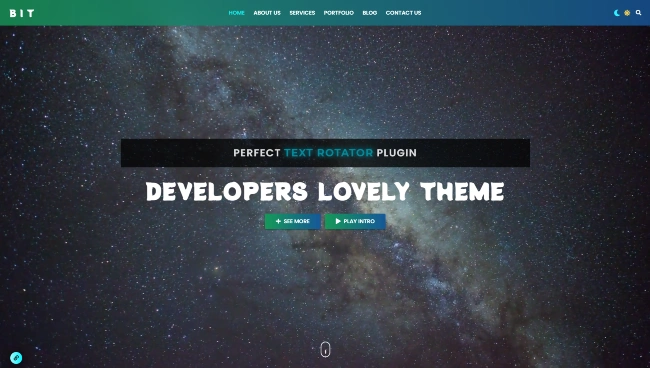 BIT
HOME ABOUT US SERVICES PORTFOLIO BLOG CONTACT US
PERFECT TEXT ROTATOR PLUGIN
DEVELOPERS LOVELY THEME
SEE MORE PLAY INTRO